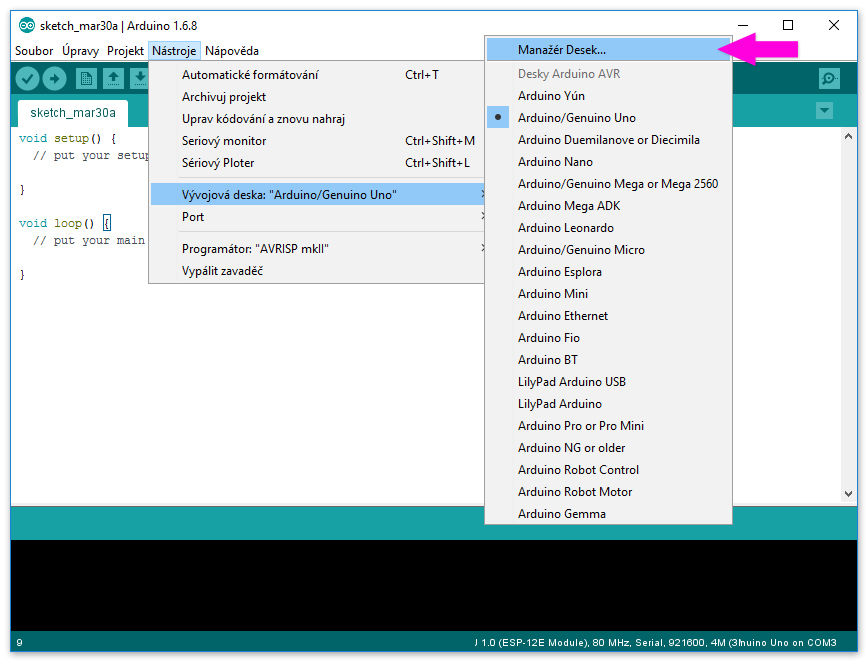 sketch_mar30a | Arduino 1.6.8
Soubor Úpravy Projekt Nástroje Nápověda
sketch_mar30a
void setup() {
// put your setup
}
void loop() {
// put your main
}
Automatické formátování Ctrl+T
Archivuj projekt
Uprav kódování a znovu nahraj
Seriový monitor Ctrl+Shift+M
Sériový Ploter Ctrl+Shift+L
Vývojová deska: "Arduino/Genuino Uno"
Port
Programátor: "AVRISP mkII"
Vypálit zavaděč
Manažér Desek...
Desky Arduino AVR
Arduino Yún
Arduino/Genuino Uno
Arduino Duemilanove or Diecimila
Arduino Nano
Arduino/Genuino Mega or Mega 2560
Arduino Mega ADK
Arduino Leonardo
Arduino/Genuino Micro
Arduino Esplora
Arduino Mini
Arduino Ethernet
Arduino Fio
Arduino BT
LilyPad Arduino USB
LilyPad Arduino
Arduino Pro or Pro Mini
Arduino NG or older
Arduino Robot Control
Arduino Robot Motor
Arduino Gemma
9 1.0 (ESP-12E Module), 80 MHz, Serial, 921600, 4M (3huino Uno on COM3